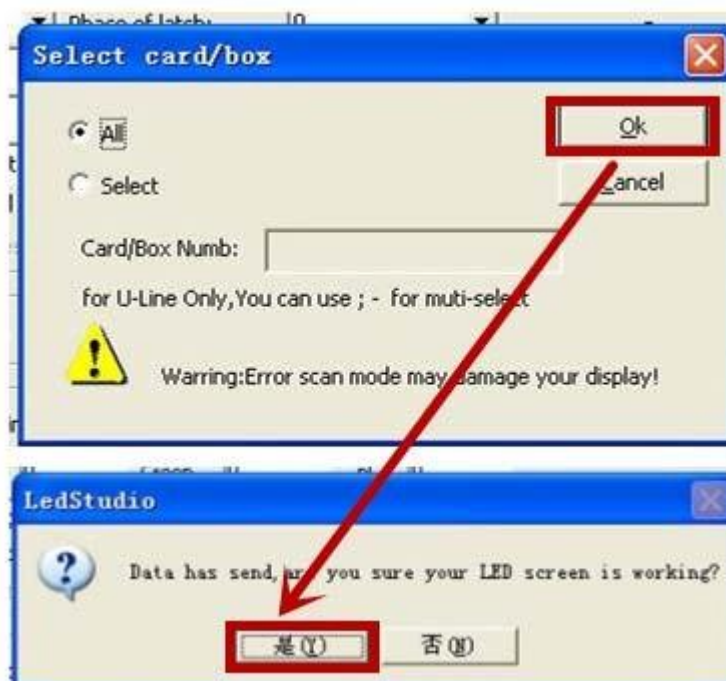 Phase of latch:
0
Select card/box
All
Ok
Select
Cancel
Card/Box Numb:
for U-Line Only,You can use ; - for muti-select
Warring:Error scan mode may damage your display!
LedStudio
Data has send,are you sure your LED screen is working?
是(Y)
否(N)